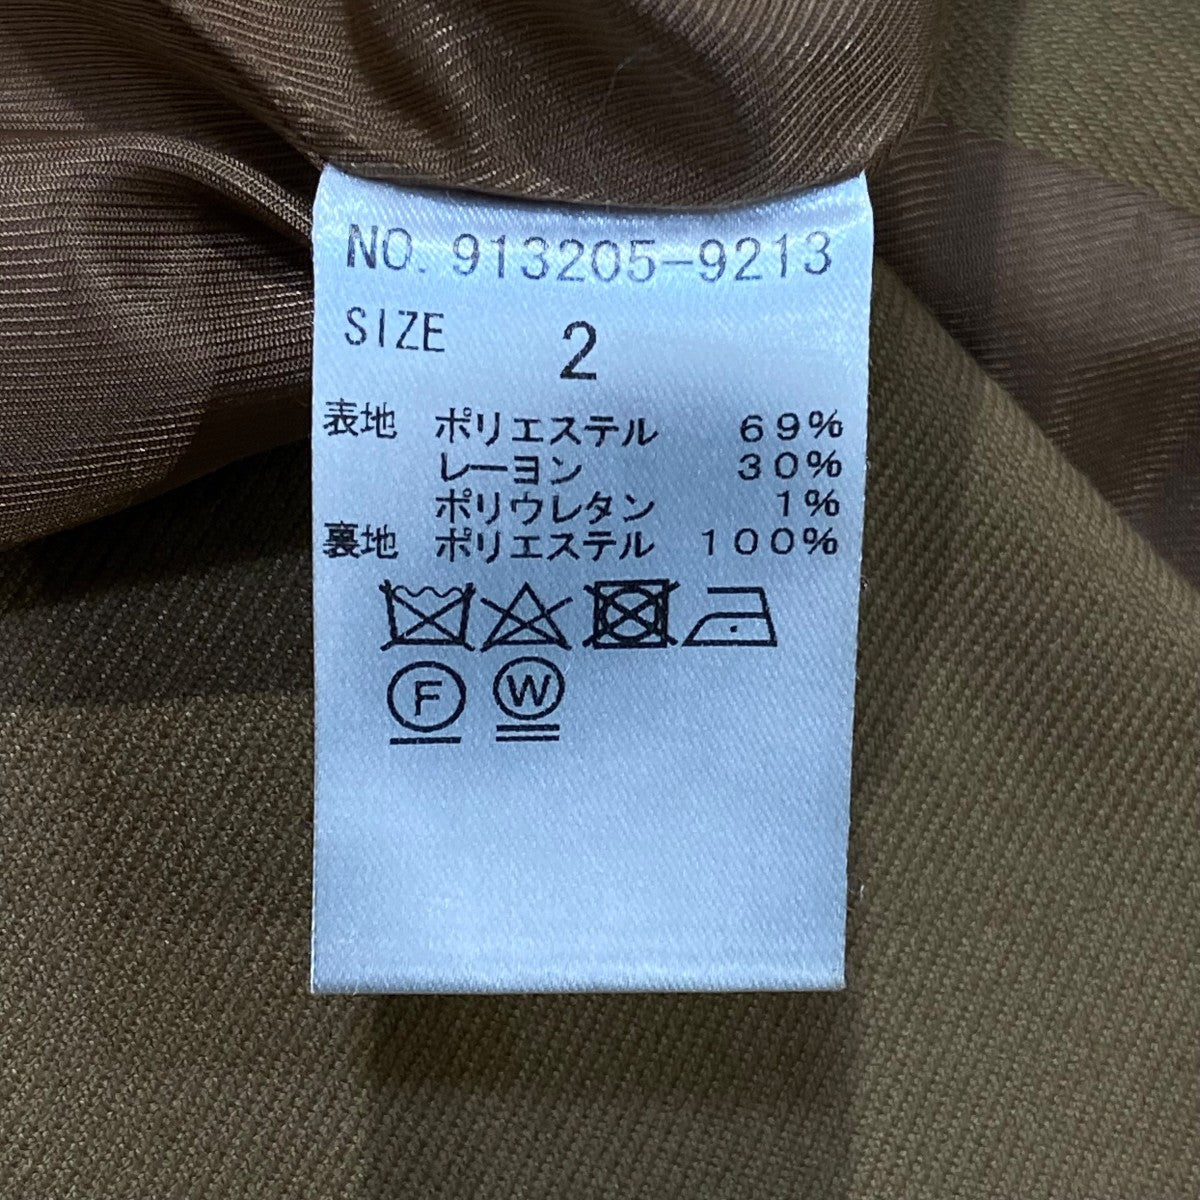 NO. 913205-9213
SIZE 2
表地 ポリエステル 69%
レーヨン 30%
ポリウレタン 1%
裏地 ポリエステル 100%
F W